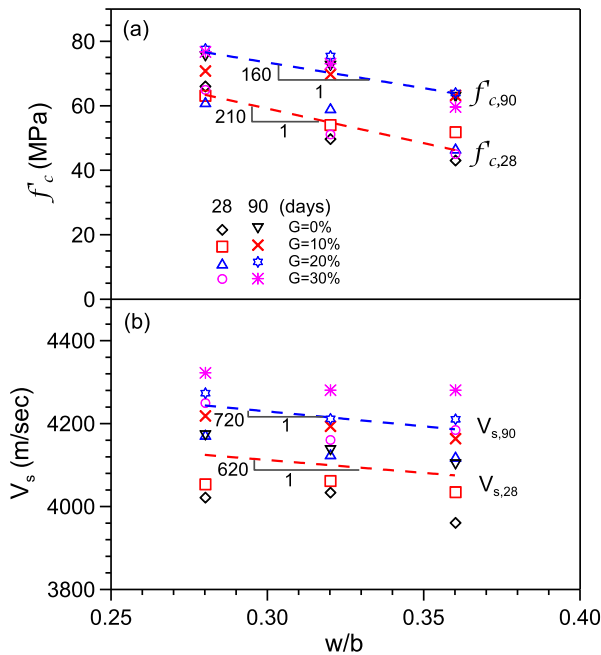 (a)
80
60
40
20
0
f'c (MPa)
160
1
210
1
f'c,90
f'c,28
28 90 (days)
G=0%
G=10%
G=20%
G=30%
(b)
4400
4200
4000
3800
Vs (m/sec)
720
1
620
1
Vs,90
Vs,28
0.25 0.30 0.35 0.40
w/b